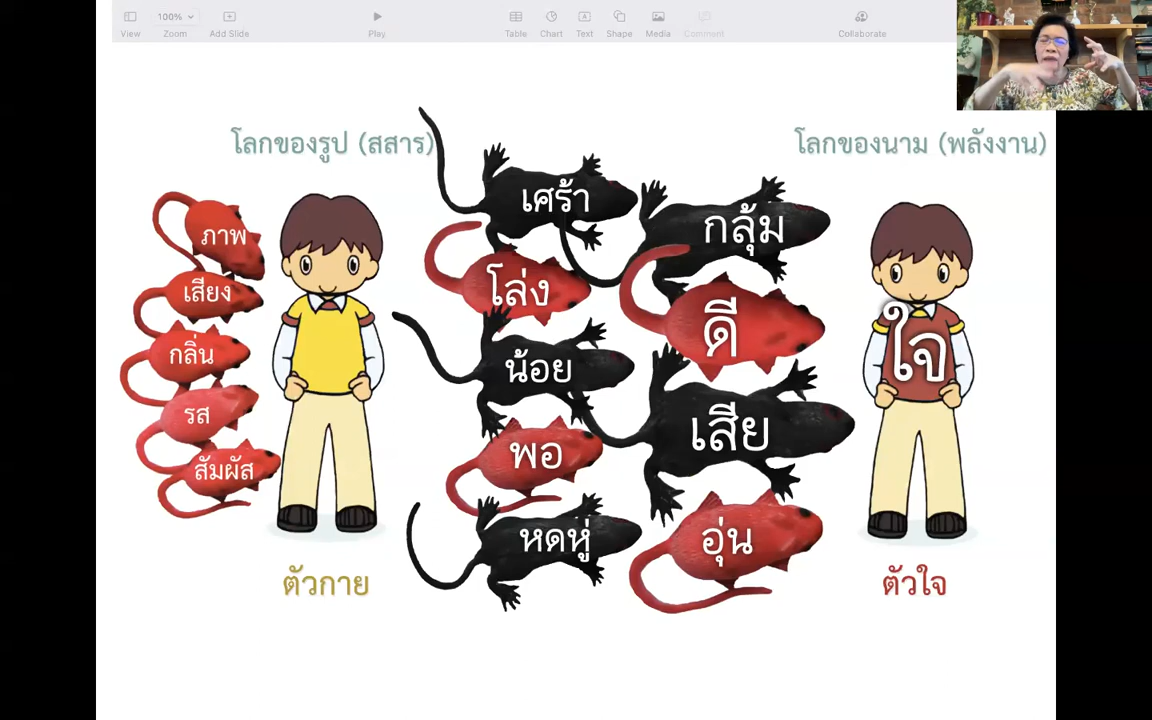 View
100%
Zoom
Add Slide
Play
Table
Chart
Text
Shape
Media
Comment
Collaborate
โลกของรูป (สสาร)
โลกของนาม (พลังงาน)
ภาพ
เสียง
กลิ่น
รส
สัมผัส
เศร้า
กลุ้ม
โล่ง
ดี
น้อย
เสีย
พอ
หดหู่
อุ่น
ใจ
ตัวกาย
ตัวใจ